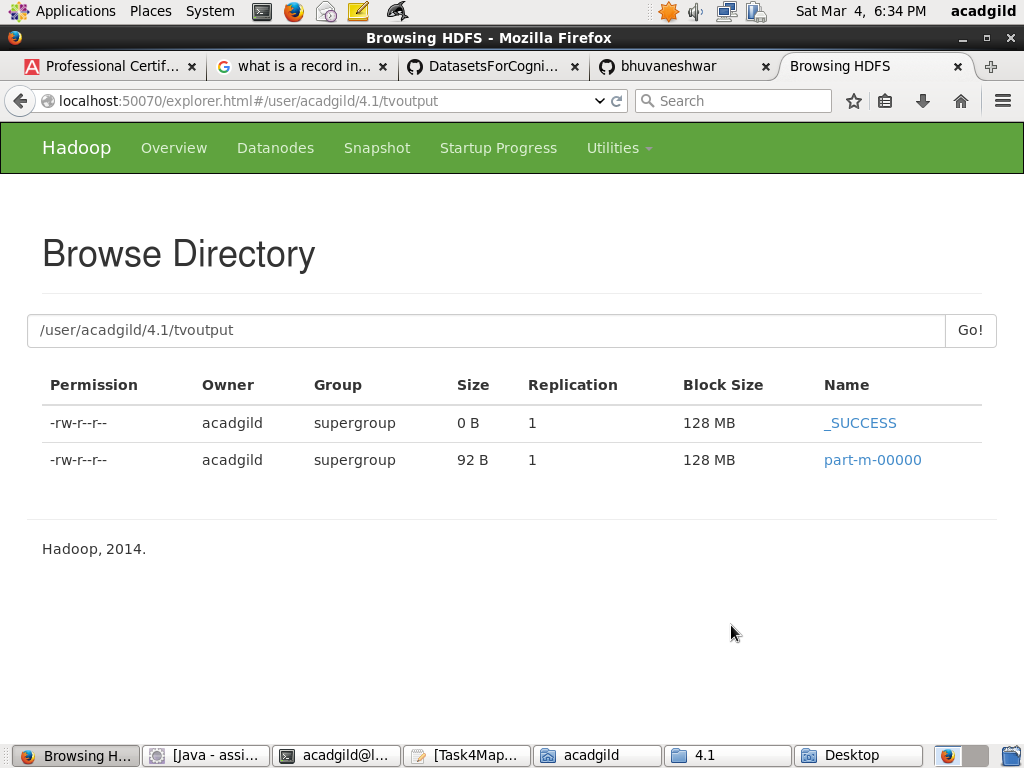 Applications Places System Sat Mar 4, 6:34 PM acadgild
Browsing HDFS - Mozilla Firefox
Professional Certif... what is a record in... DatasetsForCogni... bhuvaneshwar Browsing HDFS
localhost:50070/explorer.html#/user/acadgild/4.1/tvoutput Search
Hadoop Overview Datanodes Snapshot Startup Progress Utilities
Browse Directory
/user/acadgild/4.1/tvoutput Go!
Permission Owner Group Size Replication Block Size Name
-rw-r--r-- acadgild supergroup 0 B 1 128 MB _SUCCESS
-rw-r--r-- acadgild supergroup 92 B 1 128 MB part-m-00000
Hadoop, 2014.
Browsing H... [Java - assi... acadgild@l... [Task4Map... acadgild 4.1 Desktop